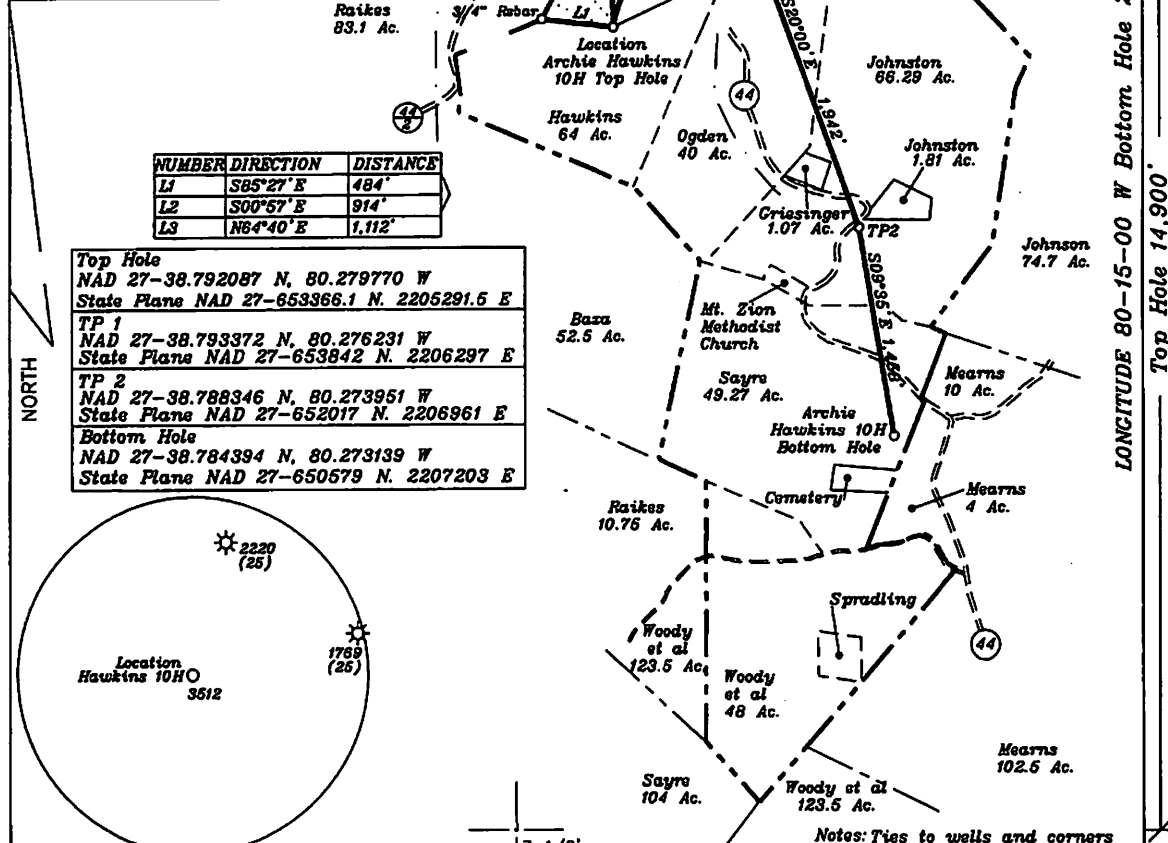 Raikes
83.1 Ac.
3/4" Rebar
L1
Location
Archie Hawkins
10H Top Hole
S20°00'E
1,942'
Johnston
66.29 Ac.
44
2
44
Hawkins
64 Ac.
Ogden
40 Ac.
Johnston
1.81 Ac.
NUMBER DIRECTION DISTANCE
L1 S85°27'E 484'
L2 S00°57'E 914'
L3 N64°40'E 1,112'
Griesinger
1.07 Ac.
TP2
Johnson
74.7 Ac.
Top Hole
NAD 27-38.792087 N, 80.279770 W
State Plane NAD 27-653366.1 N. 2205291.5 E
TP 1
NAD 27-38.793372 N, 80.276231 W
State Plane NAD 27-653842 N. 2206297 E
TP 2
NAD 27-38.788346 N, 80.273951 W
State Plane NAD 27-652017 N. 2206961 E
Bottom Hole
NAD 27-38.784394 N, 80.273139 W
State Plane NAD 27-650579 N. 2207203 E
NORTH
Baxa
52.5 Ac.
Mt. Zion
Methodist
Church
S09°35'E
Sayre
49.27 Ac.
Mearns
10 Ac.
Archie
Hawkins 10H
Bottom Hole
Cemetery
Mearns
4 Ac.
Raikes
10.75 Ac.
2220
(25)
1769
(25)
Location
Hawkins 10H
3512
Spradling
44
Woody
et al
123.5 Ac.
Woody
et al
48 Ac.
Mearns
102.5 Ac.
Sayre
104 Ac.
Woody et al
123.5 Ac.
Notes: Ties to wells and corners
LONGITUDE 80-15-00 W Bottom Hole
Top Hole 14,900'